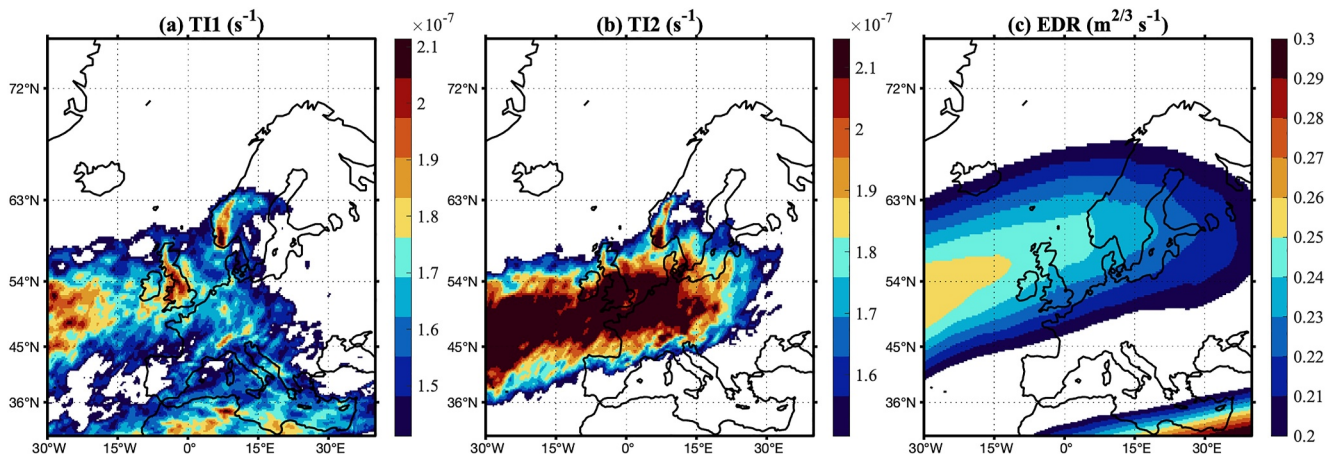 (a) TI1 (s⁻¹)
×10⁻⁷
2.1
2
1.9
1.8
1.7
1.6
1.5
72°N
63°N
54°N
45°N
36°N
30°W
15°W
0°
15°E
30°E
(b) TI2 (s⁻¹)
×10⁻⁷
2.1
2
1.9
1.8
1.7
1.6
72°N
63°N
54°N
45°N
36°N
30°W
15°W
0°
15°E
30°E
(c) EDR (m²ᐟ³ s⁻¹)
0.3
0.29
0.28
0.27
0.26
0.25
0.24
0.23
0.22
0.21
0.2
72°N
63°N
54°N
45°N
36°N
30°W
15°W
0°
15°E
30°E